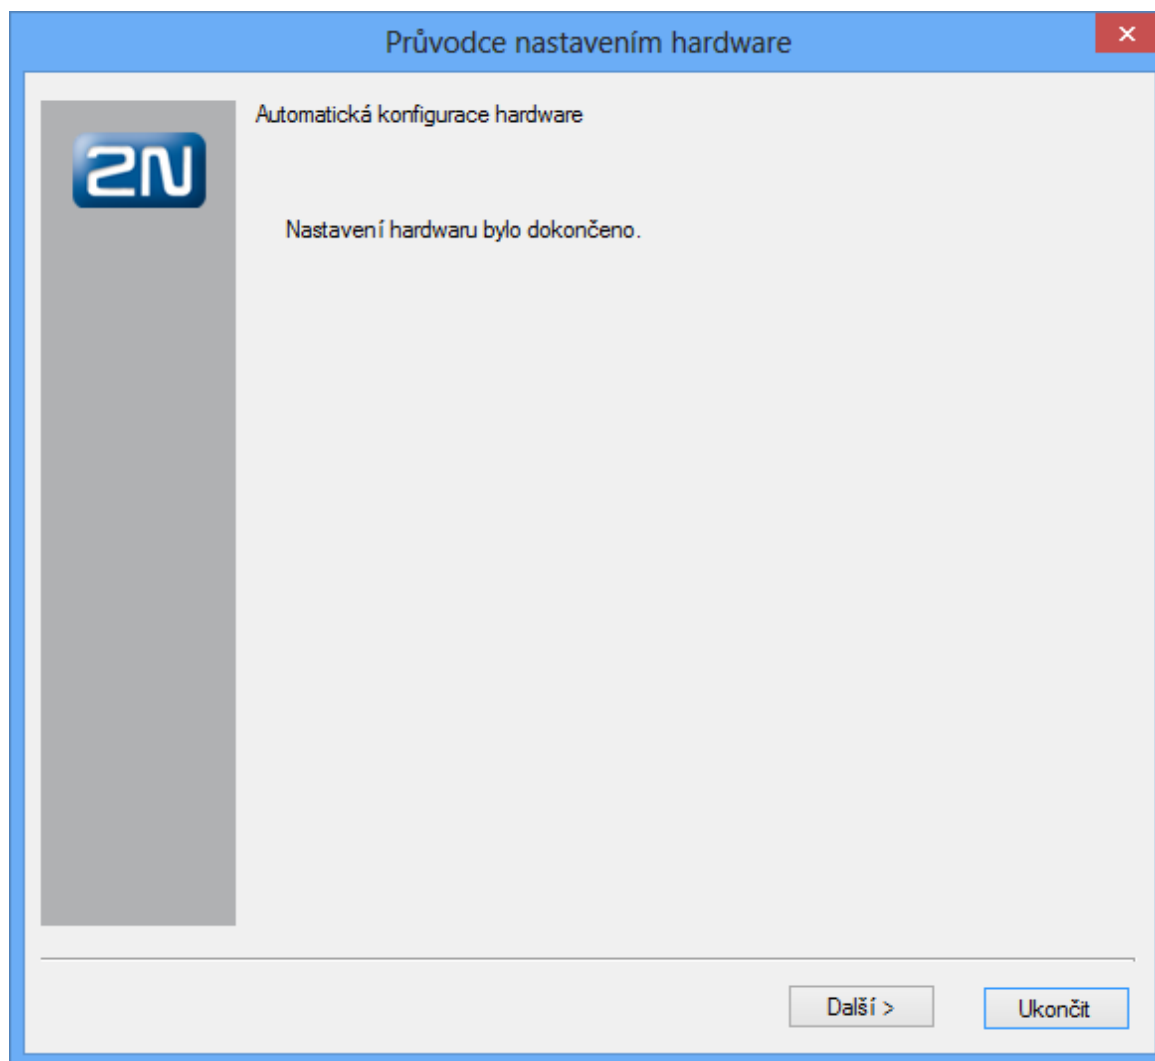 Průvodce nastavením hardware
2N
Automatická konfigurace hardware
Nastavení hardwaru bylo dokončeno.
Další >
Ukončit